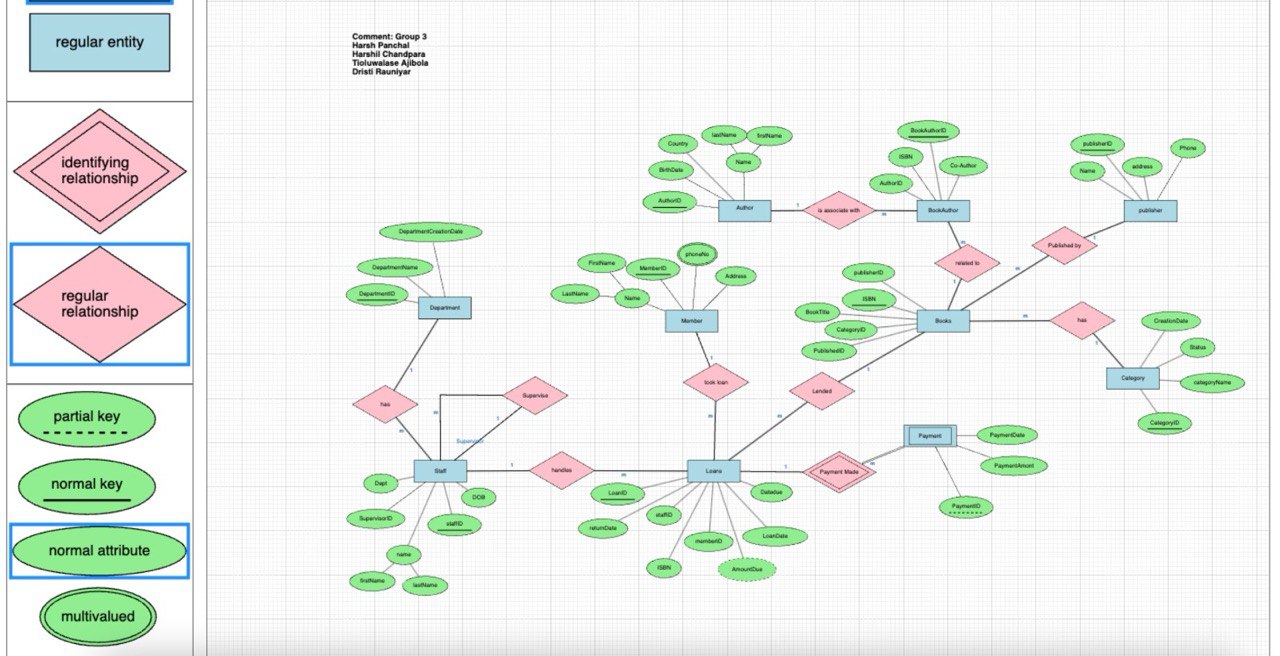 regular entity
identifying
relationship
regular
relationship
partial key
normal key
normal attribute
multivalued
Comment: Group 3
Harsh Panchal
Harshil Chandpara
Tioluwalase Ajibola
Dristi Rauniyar
Country
lastName
firstName
BirthDate
Name
AuthorID
Author
1
is associate with
m
BookAuthorID
ISBN
Co-Author
AuthorID
BookAuthor
publisherID
Phone
Name
address
publisher
1
Published by
m
m
related to
1
DepartmentCreationDate
DepartmentName
DepartmentID
Department
1
has
m
FirstName
MemberID
phoneNo
Address
LastName
Name
Member
1
took loan
m
publisherID
ISBN
BookTitle
CategoryID
PublishedID
Books
m
has
1
CreationDate
Status
categoryName
Category
CategoryID
1
Lended
m
Supervise
m
1
Staff
1
handles
m
Loans
1
Payment Made
m
Payment
PaymentDate
PaymentID
Dept
DOB
SupervisorID
staffID
name
firstName
lastName
LoanID
Datedue
returnDate
staffID
LoanDate
memberID
ISBN
AmountDue